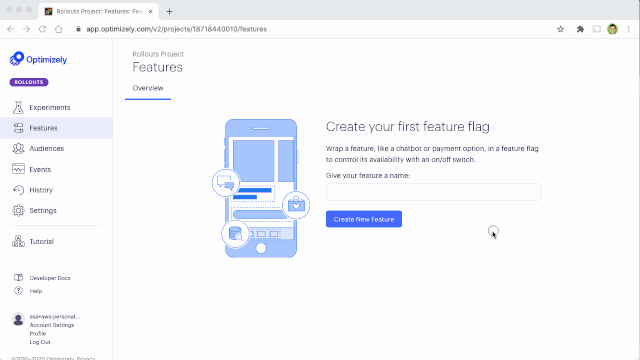 Rollouts Project: Features: Fea
app.optimizely.com/v2/projects/18718440010/features
Optimizely
ROLLOUTS
Experiments
Features
Audiences
Events
History
Settings
Tutorial
Developer Docs
Help
asa+aws-personal...
Account Settings
Profile
Log Out
©2010-2020 Optimizely. Privacy
Rollouts Project
Features
Overview
Create your first feature flag
Wrap a feature, like a chatbot or payment option, in a feature flag
to control its availability with an on/off switch.
Give your feature a name:
Create New Feature